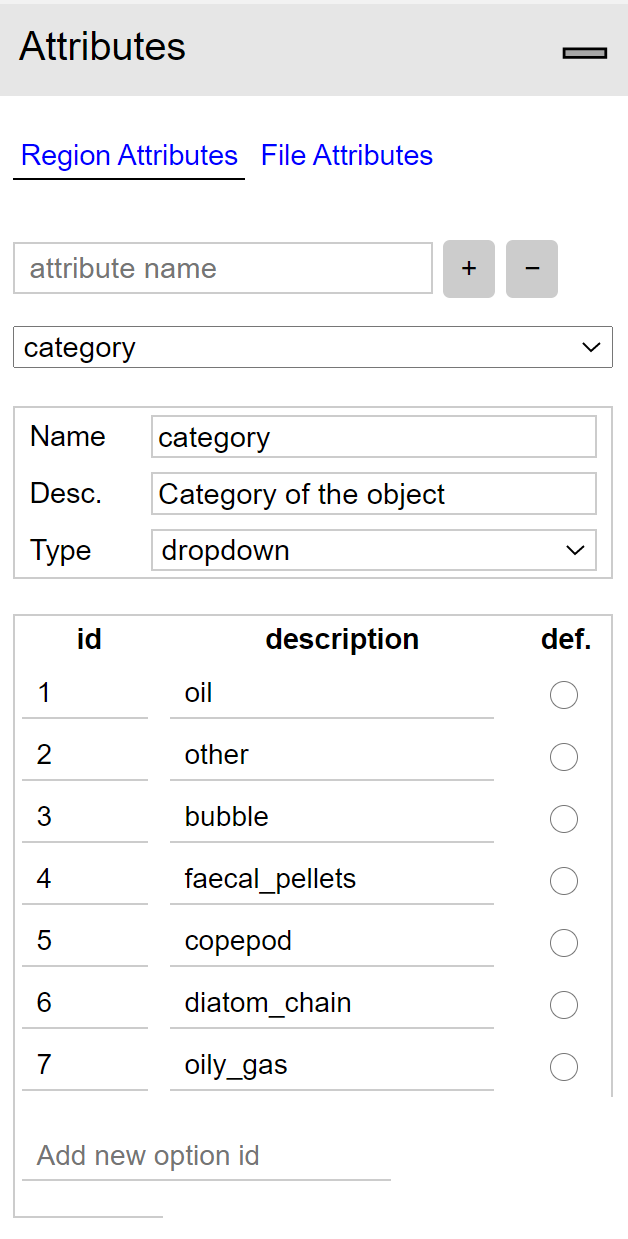 Attributes
Region Attributes File Attributes
attribute name + −
category
Name category
Desc. Category of the object
Type dropdown
id description def.
1 oil
2 other
3 bubble
4 faecal_pellets
5 copepod
6 diatom_chain
7 oily_gas
Add new option id